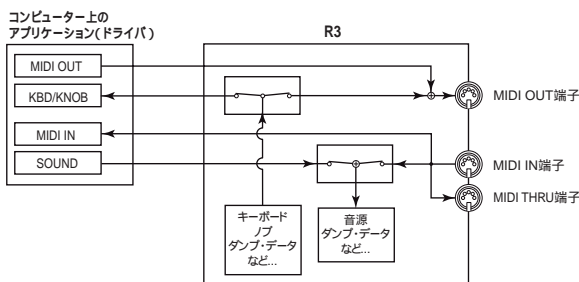 コンピューター上の
アプリケーション(ドライバ)
R3
MIDI OUT
KBD/KNOB
MIDI IN
SOUND
MIDI OUT端子
MIDI IN端子
MIDI THRU端子
キーボード
ノブ
ダンプ・データ
など...
音源
ダンプ・データ
など...